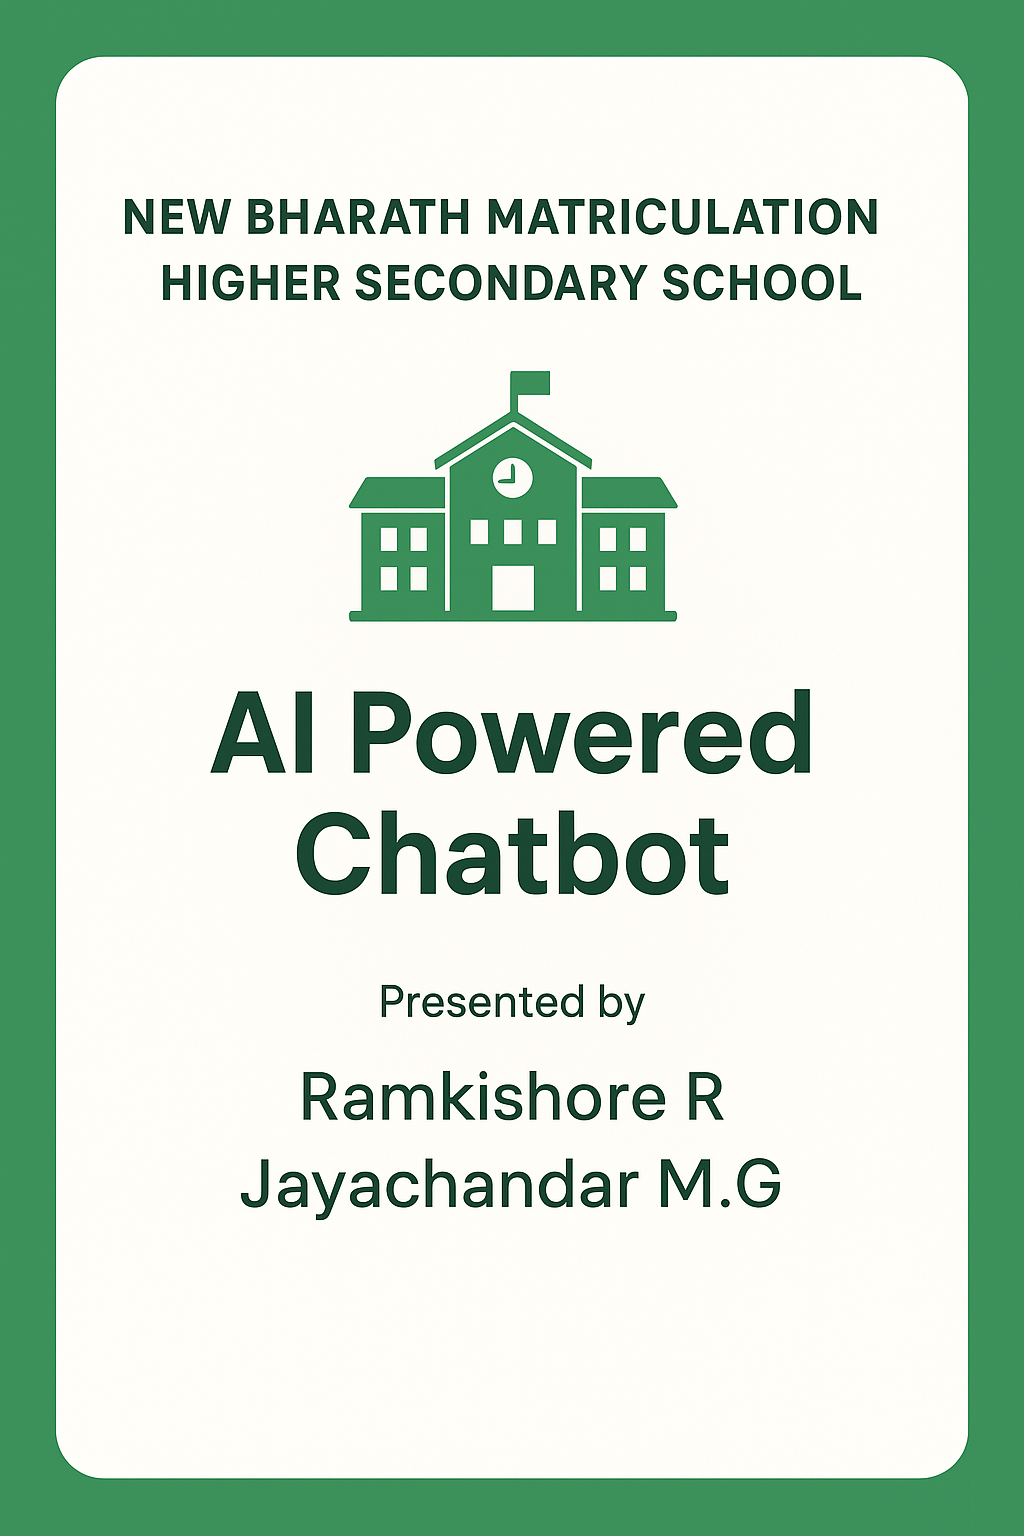 NEW BHARATH MATRICULATION
HIGHER SECONDARY SCHOOL
AI Powered
Chatbot
Presented by
Ramkishore R
Jayachandar M.G